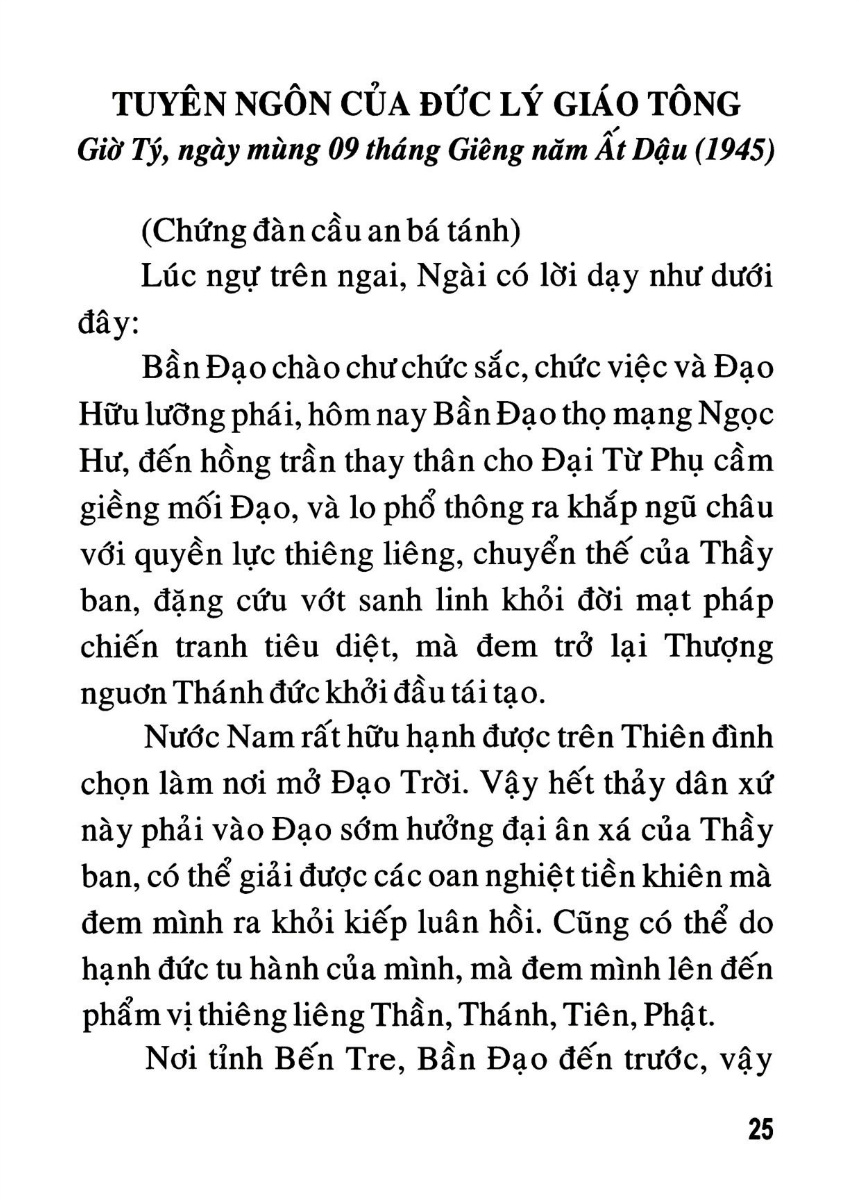 TUYÊN NGÔN CỦA ĐỨC LÝ GIÁO TÔNG
Giờ Tý, ngày mùng 09 tháng Giêng năm Ất Dậu (1945)
(Chứng đàn cầu an bá tánh)
Lúc ngự trên ngai, Ngài có lời dạy như dưới
đây:
Bần Đạo chào chư chức sắc, chức việc và Đạo
Hữu lưỡng phái, hôm nay Bần Đạo thọ mạng Ngọc
Hư, đến hồng trần thay thân cho Đại Từ Phụ cầm
giềng mối Đạo, và lo phổ thông ra khắp ngũ châu
với quyền lực thiêng liêng, chuyển thế của Thầy
ban, đặng cứu vớt sanh linh khỏi đời mạt pháp
chiến tranh tiêu diệt, mà đem trở lại Thượng
nguơn Thánh đức khởi đầu tái tạo.
Nước Nam rất hữu hạnh được trên Thiên đình
chọn làm nơi mở Đạo Trời. Vậy hết thảy dân xứ
này phải vào Đạo sớm hưởng đại ân xá của Thầy
ban, có thể giải được các oan nghiệt tiền khiên mà
đem mình ra khỏi kiếp luân hồi. Cũng có thể do
hạnh đức tu hành của mình, mà đem mình lên đến
phẩm vị thiêng liêng Thần, Thánh, Tiên, Phật.
Nơi tỉnh Bến Tre, Bần Đạo đến trước, vậy
25